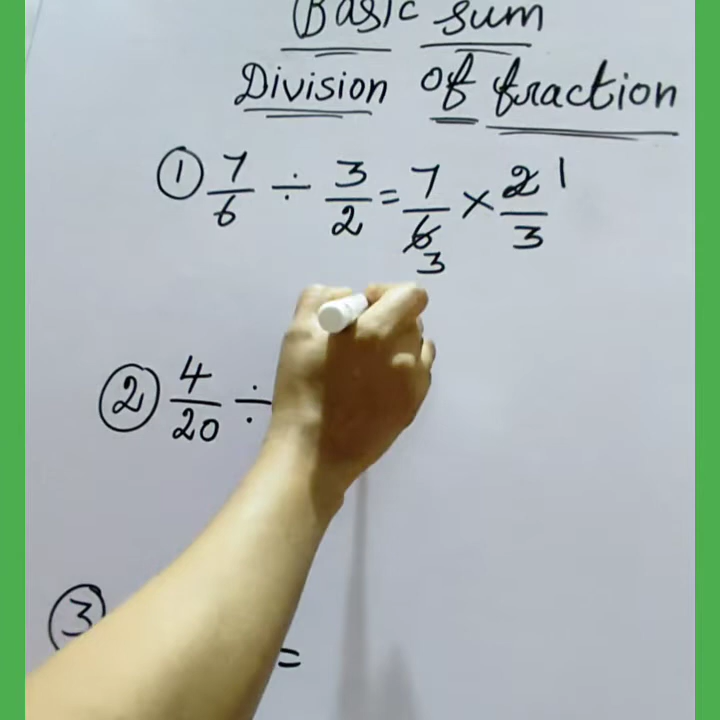 Basic sum
Division of fraction
① 7/6 ÷ 3/2 = 7/6 × 2/3 1
3
② 4/20 ÷
③ =